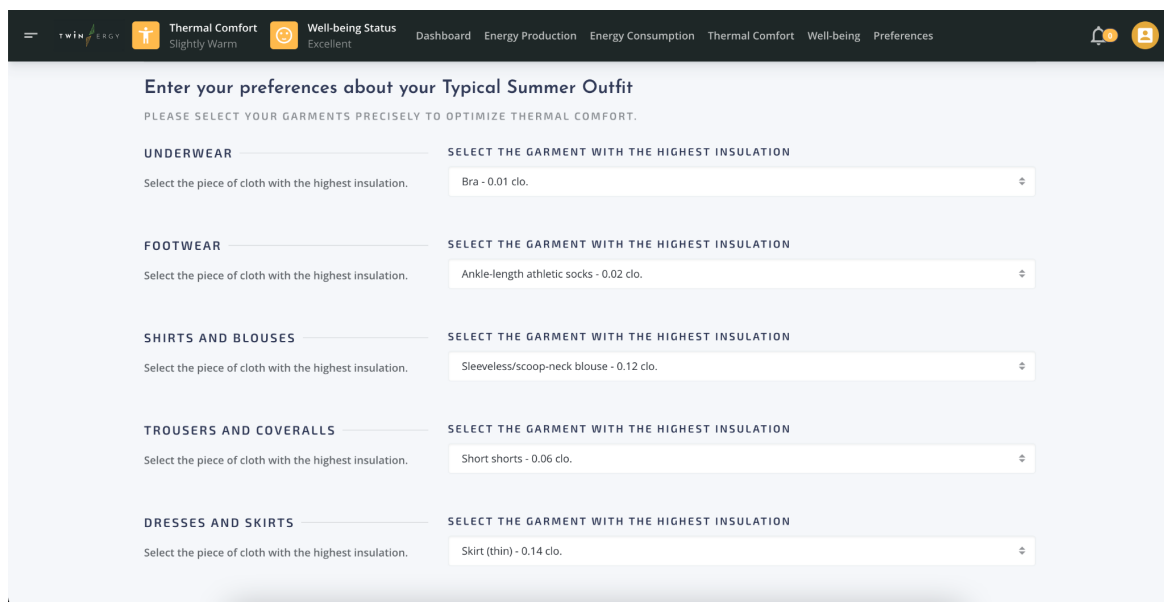 TWINERGY
Thermal Comfort
Slightly Warm
Well-being Status
Excellent
Dashboard Energy Production Energy Consumption Thermal Comfort Well-being Preferences
0
Enter your preferences about your Typical Summer Outfit
PLEASE SELECT YOUR GARMENTS PRECISELY TO OPTIMIZE THERMAL COMFORT.
UNDERWEAR
Select the piece of cloth with the highest insulation.
SELECT THE GARMENT WITH THE HIGHEST INSULATION
Bra - 0.01 clo.
FOOTWEAR
Select the piece of cloth with the highest insulation.
SELECT THE GARMENT WITH THE HIGHEST INSULATION
Ankle-length athletic socks - 0.02 clo.
SHIRTS AND BLOUSES
Select the piece of cloth with the highest insulation.
SELECT THE GARMENT WITH THE HIGHEST INSULATION
Sleeveless/scoop-neck blouse - 0.12 clo.
TROUSERS AND COVERALLS
Select the piece of cloth with the highest insulation.
SELECT THE GARMENT WITH THE HIGHEST INSULATION
Short shorts - 0.06 clo.
DRESSES AND SKIRTS
Select the piece of cloth with the highest insulation.
SELECT THE GARMENT WITH THE HIGHEST INSULATION
Skirt (thin) - 0.14 clo.